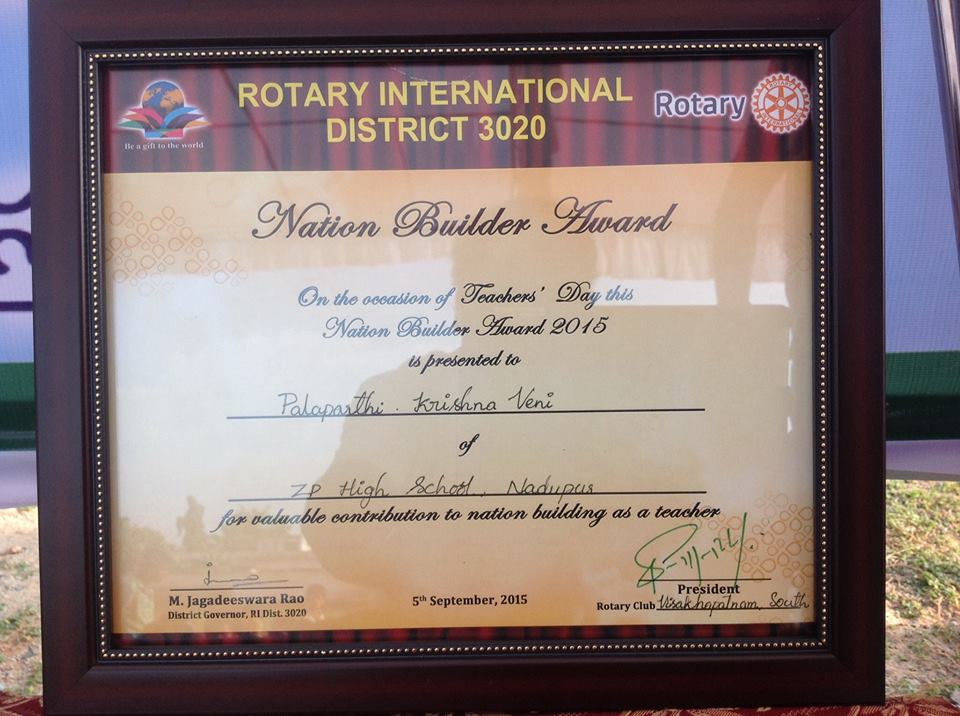 ROTARY INTERNATIONAL
DISTRICT 3020
Be a gift to the world
Rotary
ROTARY
INTERNATIONAL
Nation Builder Award
On the occasion of Teachers' Day this
Nation Builder Award 2015
is presented to
Palaparthi. Krishna Veni
of
ZP High School, Nadupur
for valuable contribution to nation building as a teacher
M. Jagadeeswara Rao
District Governor, RI Dist. 3020
5th September, 2015
President
Rotary Club Visakhapatnam, South